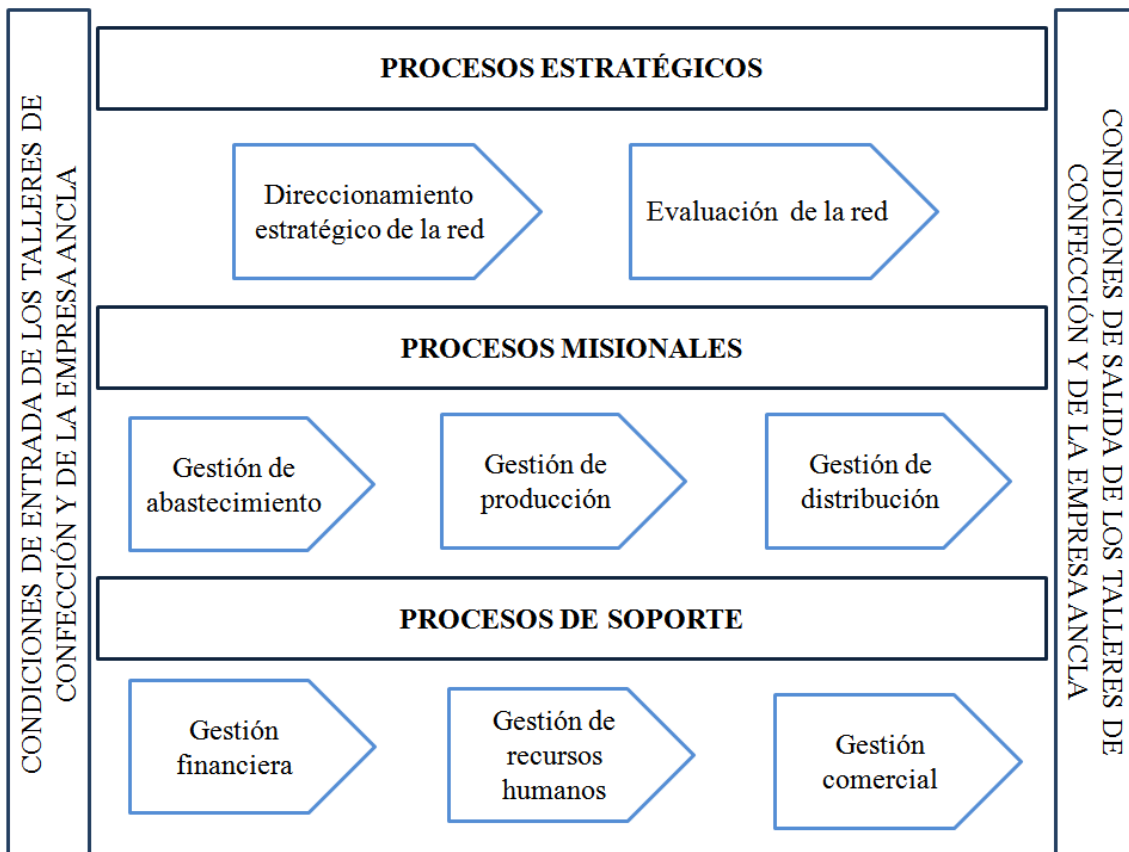 CONDICIONES DE ENTRADA DE LOS TALLERES DE
CONFECCIÓN Y DE LA EMPRESA ANCLA
PROCESOS ESTRATÉGICOS
Direccionamiento
estratégico de la red
Evaluación de la red
PROCESOS MISIONALES
Gestión de
abastecimiento
Gestión de
producción
Gestión de
distribución
PROCESOS DE SOPORTE
Gestión
financiera
Gestión de
recursos
humanos
Gestión
comercial
CONDICIONES DE SALIDA DE LOS TALLERES DE
CONFECCIÓN Y DE LA EMPRESA ANCLA